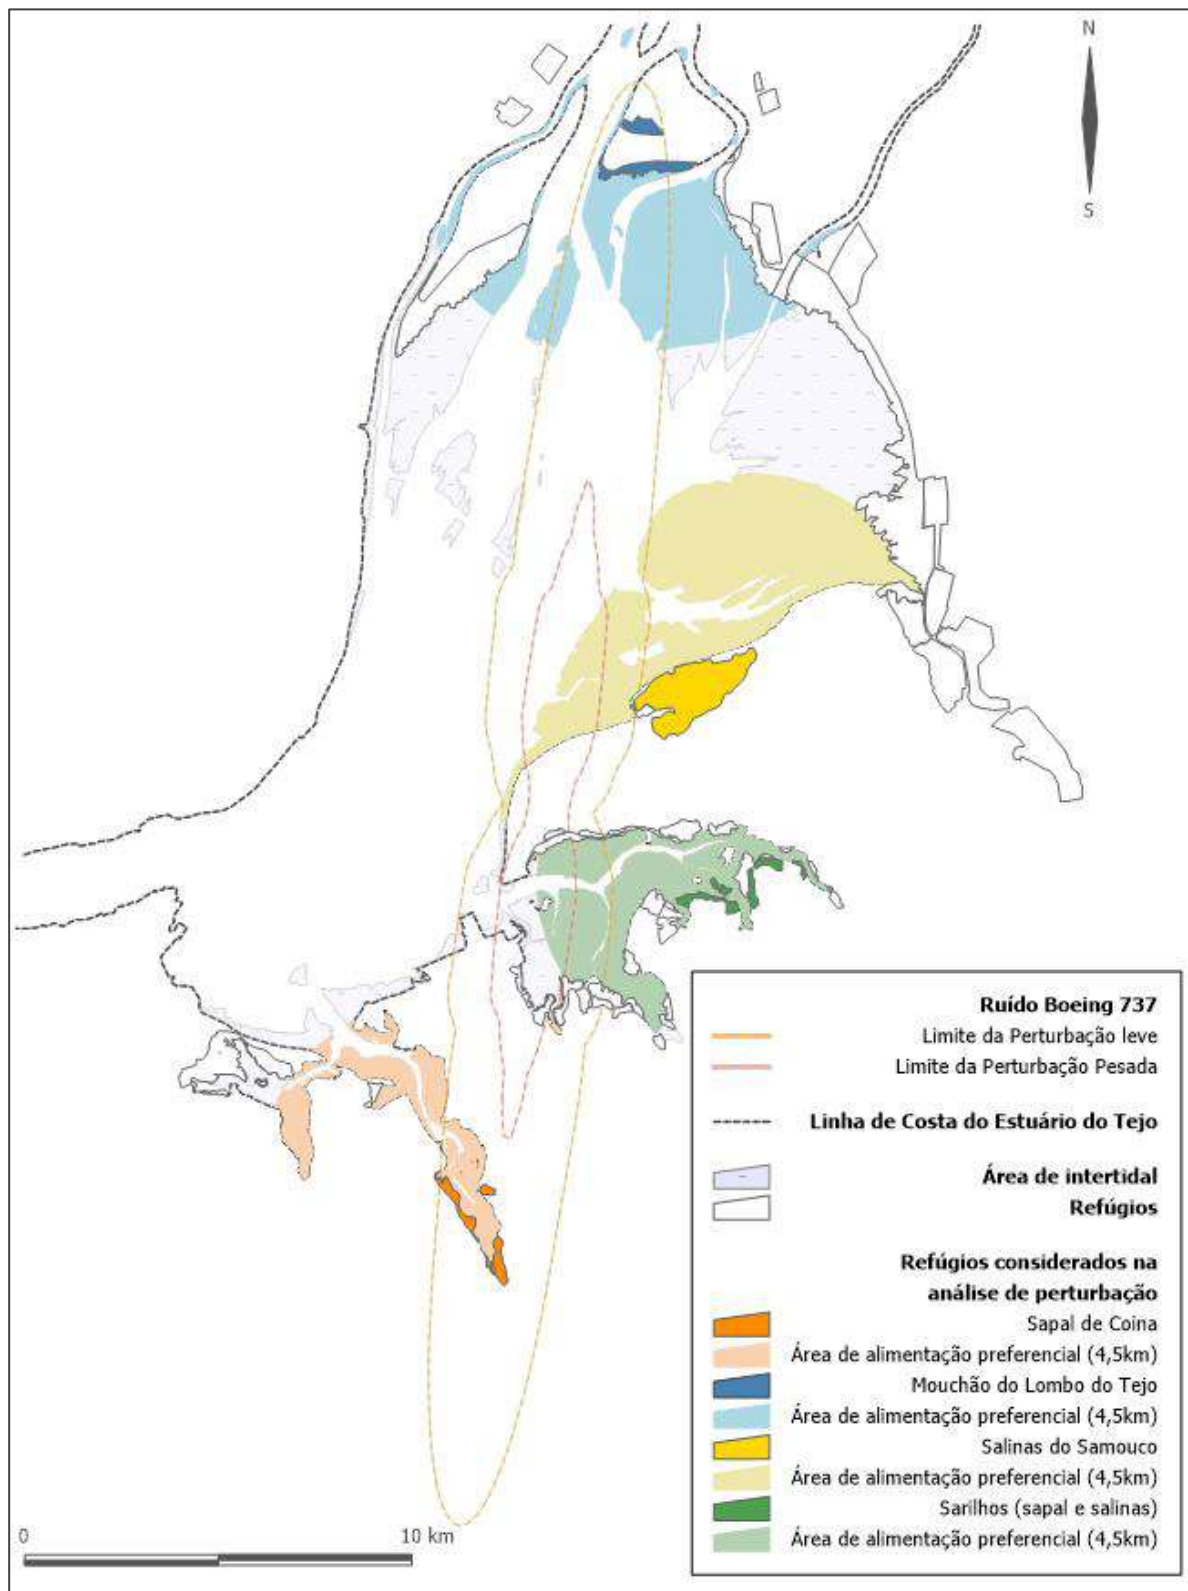 N
S
Ruído Boeing 737
Limite da Perturbação leve
Limite da Perturbação Pesada
Linha de Costa do Estuário do Tejo
Área de intertidal
Refúgios
Refúgios considerados na
análise de perturbação
Sapal de Coina
Área de alimentação preferencial (4,5km)
Mouchão do Lombo do Tejo
Área de alimentação preferencial (4,5km)
Salinas do Samouco
Área de alimentação preferencial (4,5km)
Sarilhos (sapal e salinas)
Área de alimentação preferencial (4,5km)
0 10 km